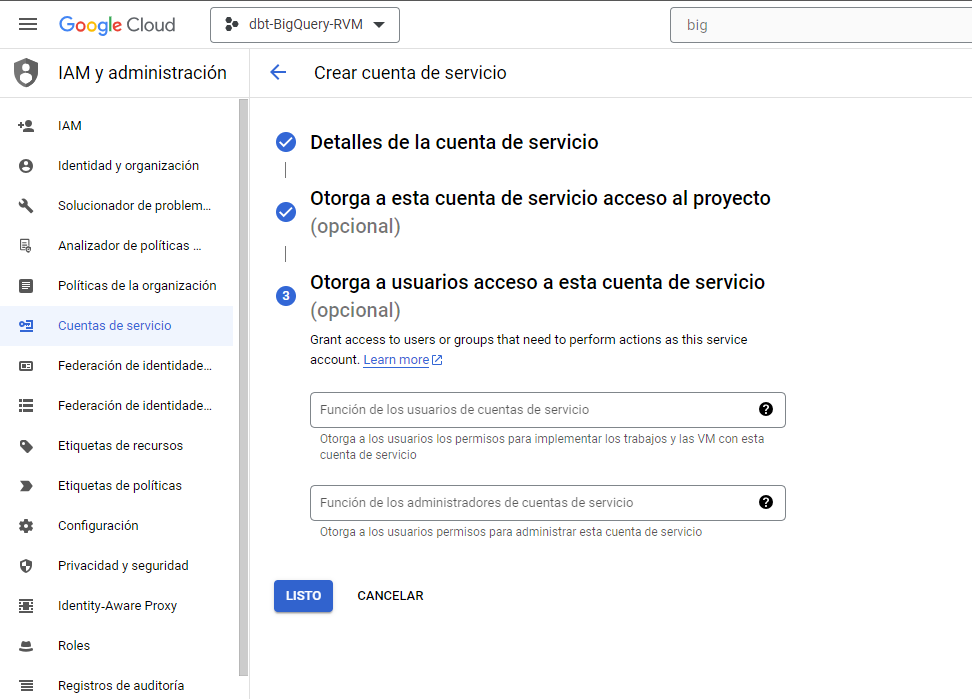 Google Cloud
dbt-BigQuery-RVM
big
IAM y administración
Crear cuenta de servicio
IAM
Identidad y organización
Solucionador de problem...
Analizador de políticas ...
Políticas de la organización
Cuentas de servicio
Federación de identidade...
Federación de identidade...
Etiquetas de recursos
Etiquetas de políticas
Configuración
Privacidad y seguridad
Identity-Aware Proxy
Roles
Registros de auditoría
Detalles de la cuenta de servicio
Otorga a esta cuenta de servicio acceso al proyecto
(opcional)
3
Otorga a usuarios acceso a esta cuenta de servicio
(opcional)
Grant access to users or groups that need to perform actions as this service
account. Learn more
Función de los usuarios de cuentas de servicio
?
Otorga a los usuarios los permisos para implementar los trabajos y las VM con esta
cuenta de servicio
Función de los administradores de cuentas de servicio
?
Otorga a los usuarios permisos para administrar esta cuenta de servicio
LISTO
CANCELAR